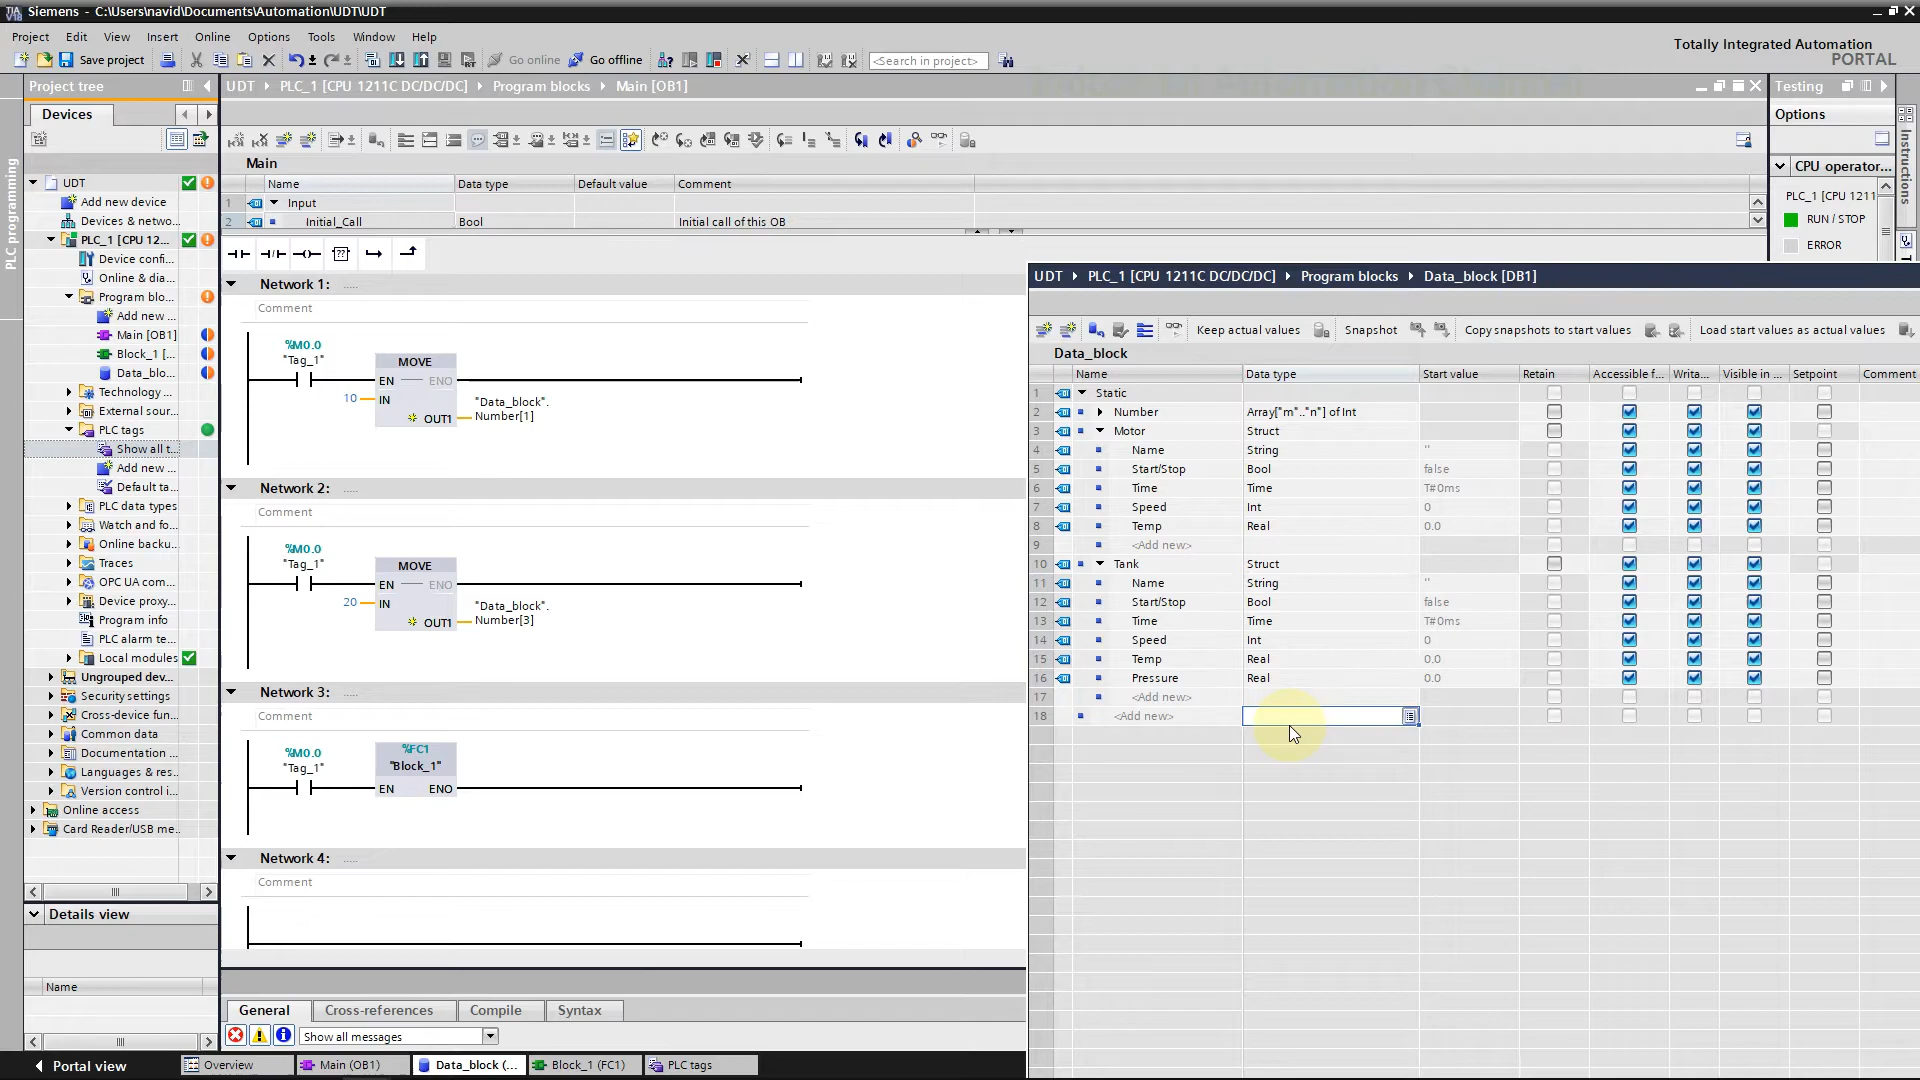 Siemens - C:\Users\navid\Documents\Automation\UDT\UDT
Project Edit View Insert Online Options Tools Window Help
Totally Integrated Automation
PORTAL
Save project
Go online
Go offline
<Search in project>
Project tree
UDT PLC_1 [CPU 1211C DC/DC/DC] Program blocks Main [OB1]
Testing
Devices
Options
PLC programming
Instructions
Main
Name Data type Default value Comment
1 Input
2 Initial_Call Bool Initial call of this OB
CPU operator...
PLC_1 [CPU 1211
RUN / STOP
ERROR
UDT
Add new device
Devices & netwo...
PLC_1 [CPU 12...
Device confi...
Online & dia...
Program blo...
Add new ...
Main [OB1]
Block_1 [...
Data_blo...
Technology ...
External sour...
PLC tags
Show all t...
Add new ...
Default ta...
PLC data types
Watch and fo...
Online backu...
Traces
OPC UA com...
Device proxy...
Program info
PLC alarm te...
Local modules
Ungrouped dev...
Security settings
Cross-device fun...
Common data
Documentation ...
Languages & res...
Version control i...
Online access
Card Reader/USB me...
Details view
Name
Network 1: .....
Comment
%M0.0
"Tag_1"
MOVE
EN ENO
10 IN
OUT1
"Data_block".
Number[1]
Network 2: .....
Comment
%M0.0
"Tag_1"
MOVE
EN ENO
20 IN
OUT1
"Data_block".
Number[3]
Network 3: .....
Comment
%M0.0
"Tag_1"
%FC1
"Block_1"
EN ENO
Network 4: .....
Comment
General Cross-references Compile Syntax
Show all messages
UDT PLC_1 [CPU 1211C DC/DC/DC] Program blocks Data_block [DB1]
Keep actual values Snapshot Copy snapshots to start values Load start values as actual values
Data_block
Name Data type Start value Retain Accessible f... Writa... Visible in ... Setpoint Comment
1 Static
2 Number Array["m".."n"] of Int
3 Motor Struct
4 Name String ''
5 Start/Stop Bool false
6 Time Time T#0ms
7 Speed Int 0
8 Temp Real 0.0
9 <Add new>
10 Tank Struct
11 Name String ''
12 Start/Stop Bool false
13 Time Time T#0ms
14 Speed Int 0
15 Temp Real 0.0
16 Pressure Real 0.0
17 <Add new>
18 <Add new>
Portal view
Overview
Main (OB1)
Data_block (...
Block_1 (FC1)
PLC tags